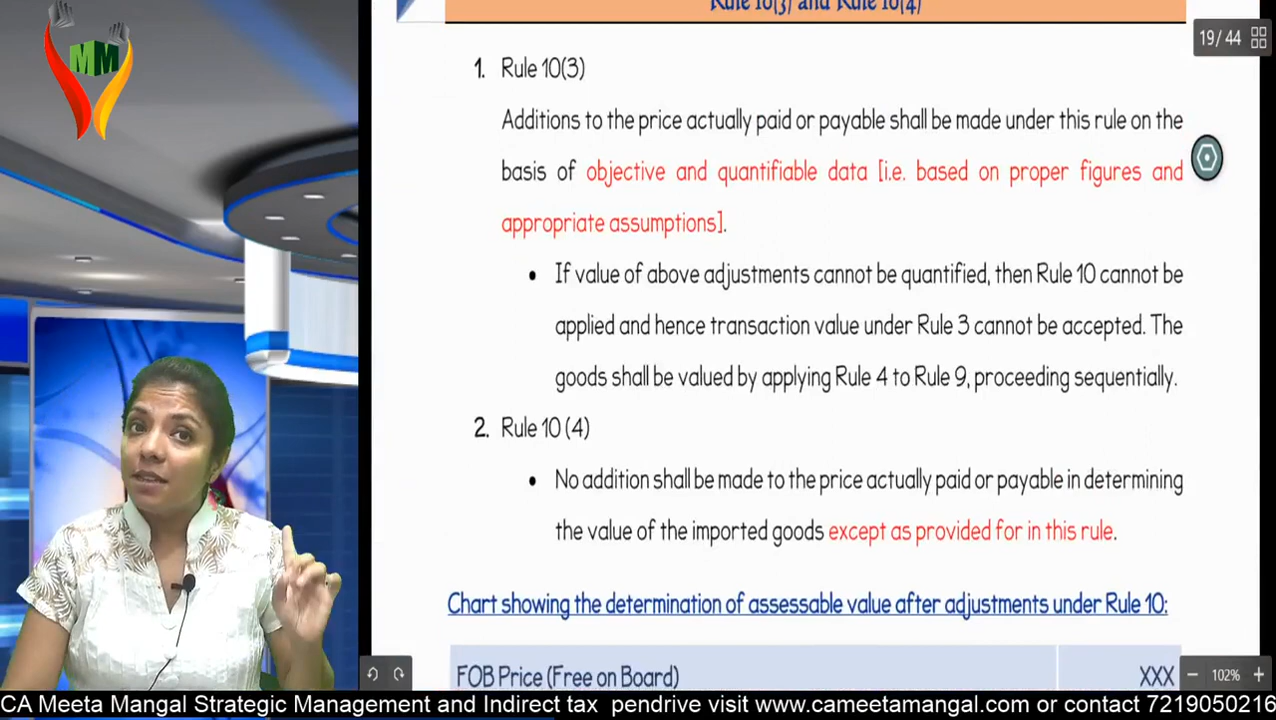 Rule 10(3) and Rule 10(4)
19/44
MM
1. Rule 10(3)
Additions to the price actually paid or payable shall be made under this rule on the
basis of objective and quantifiable data [i.e. based on proper figures and
appropriate assumptions].
• If value of above adjustments cannot be quantified, then Rule 10 cannot be
applied and hence transaction value under Rule 3 cannot be accepted. The
goods shall be valued by applying Rule 4 to Rule 9, proceeding sequentially.
2. Rule 10 (4)
• No addition shall be made to the price actually paid or payable in determining
the value of the imported goods except as provided for in this rule.
Chart showing the determination of assessable value after adjustments under Rule 10:
FOB Price (Free on Board) XXX
102%
CA Meeta Mangal Strategic Management and Indirect tax pendrive visit www.cameetamangal.com or contact 7219050216